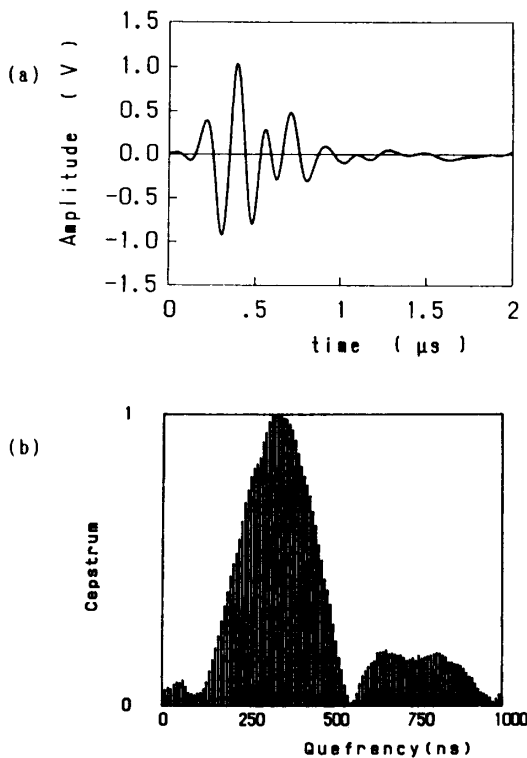 (a)
Amplitude ( V )
1.5
1.0
0.5
0.0
-0.5
-1.0
-1.5
0 .5 1 1.5 2
time ( μs )
(b)
Cepstrum
1
0
0 250 500 750 1000
Quefrency(ns)